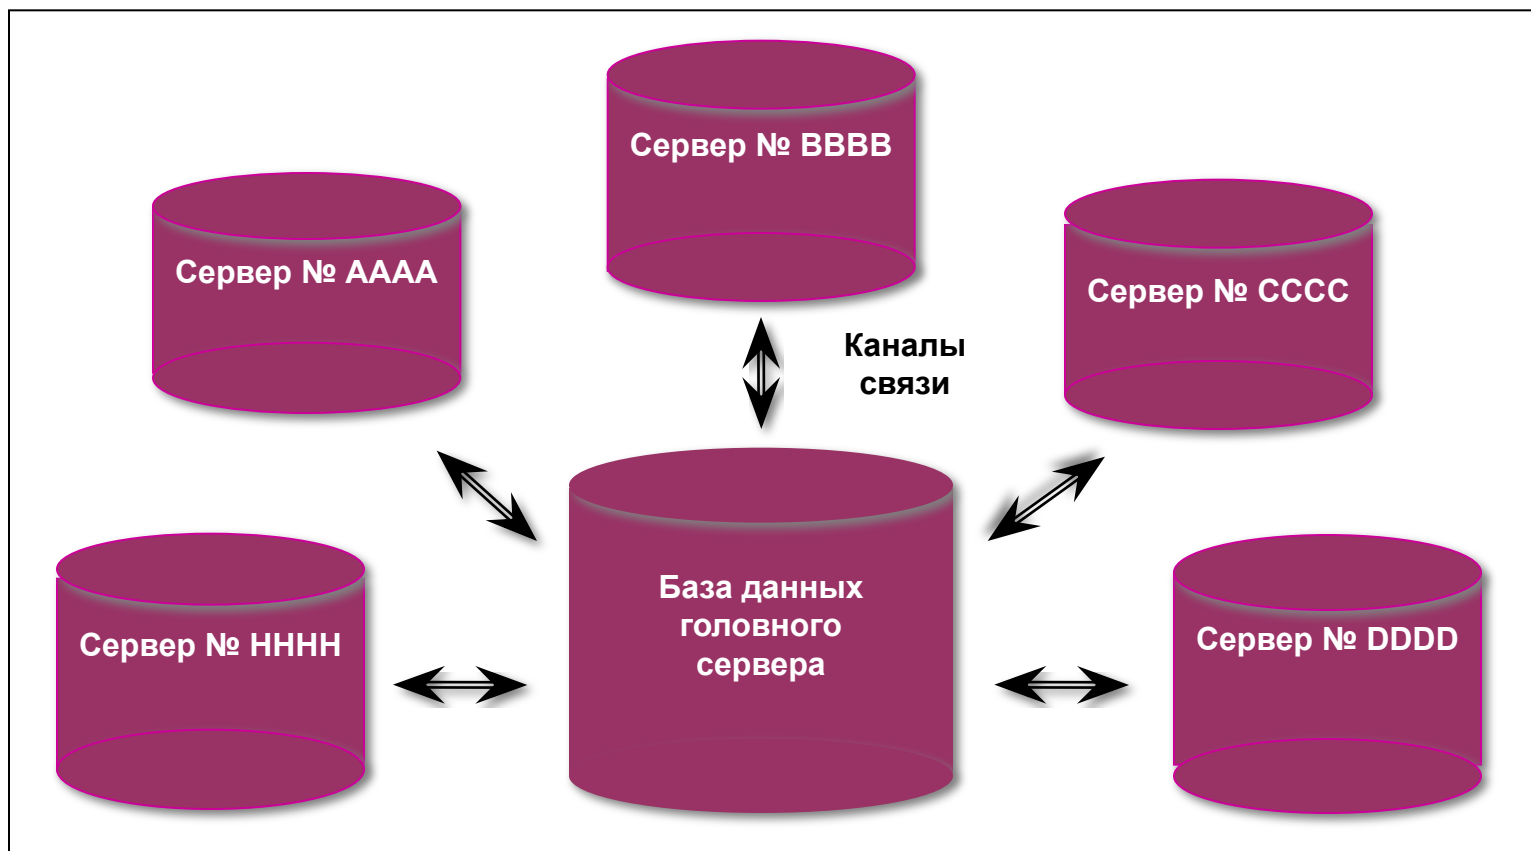 Сервер № BBBB
Сервер № AAAA
Сервер № CCCC
Каналы
связи
База данных
головного
сервера
Сервер № HHHH
Сервер № DDDD